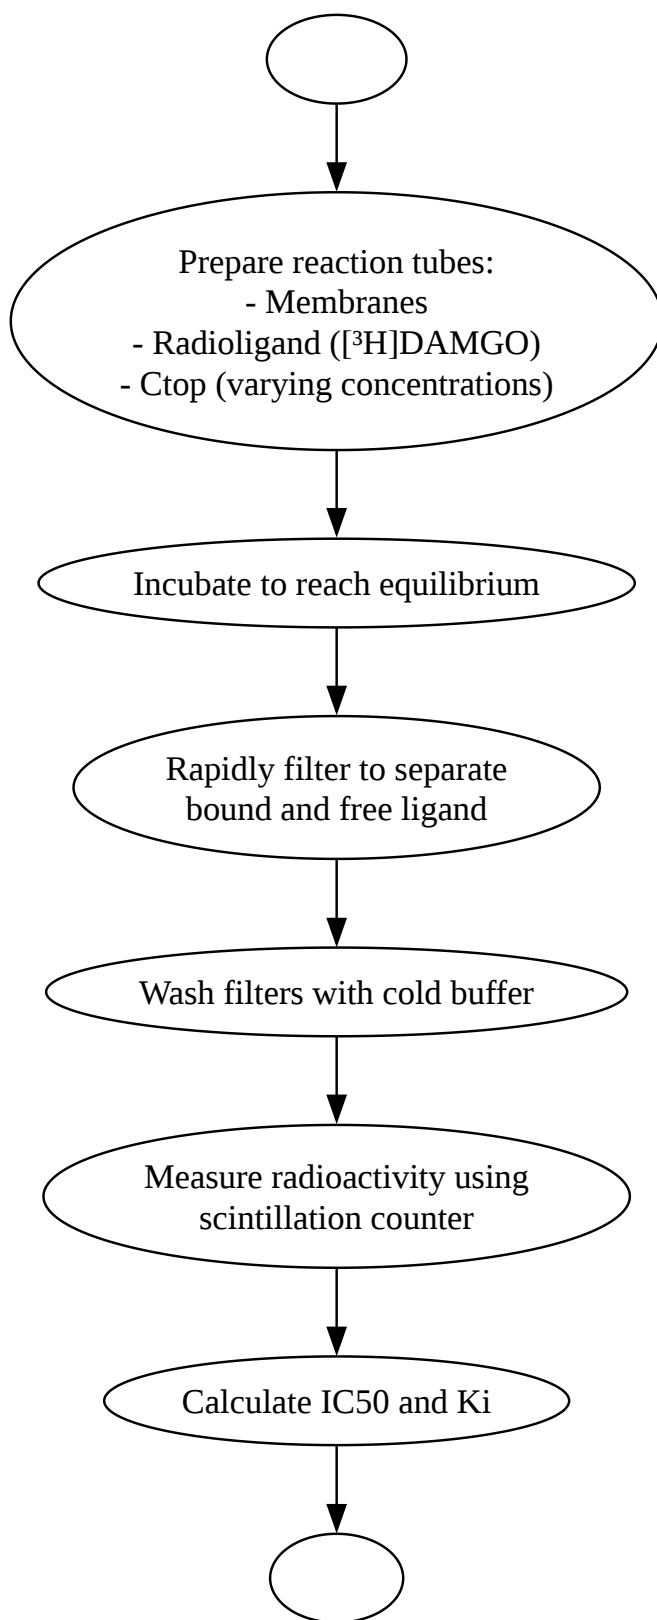 Prepare reaction tubes:
- Membranes
- Radioligand ([³H]DAMGO)
- Ctop (varying concentrations)
Incubate to reach equilibrium
Rapidly filter to separate
bound and free ligand
Wash filters with cold buffer
Measure radioactivity using
scintillation counter
Calculate IC50 and Ki